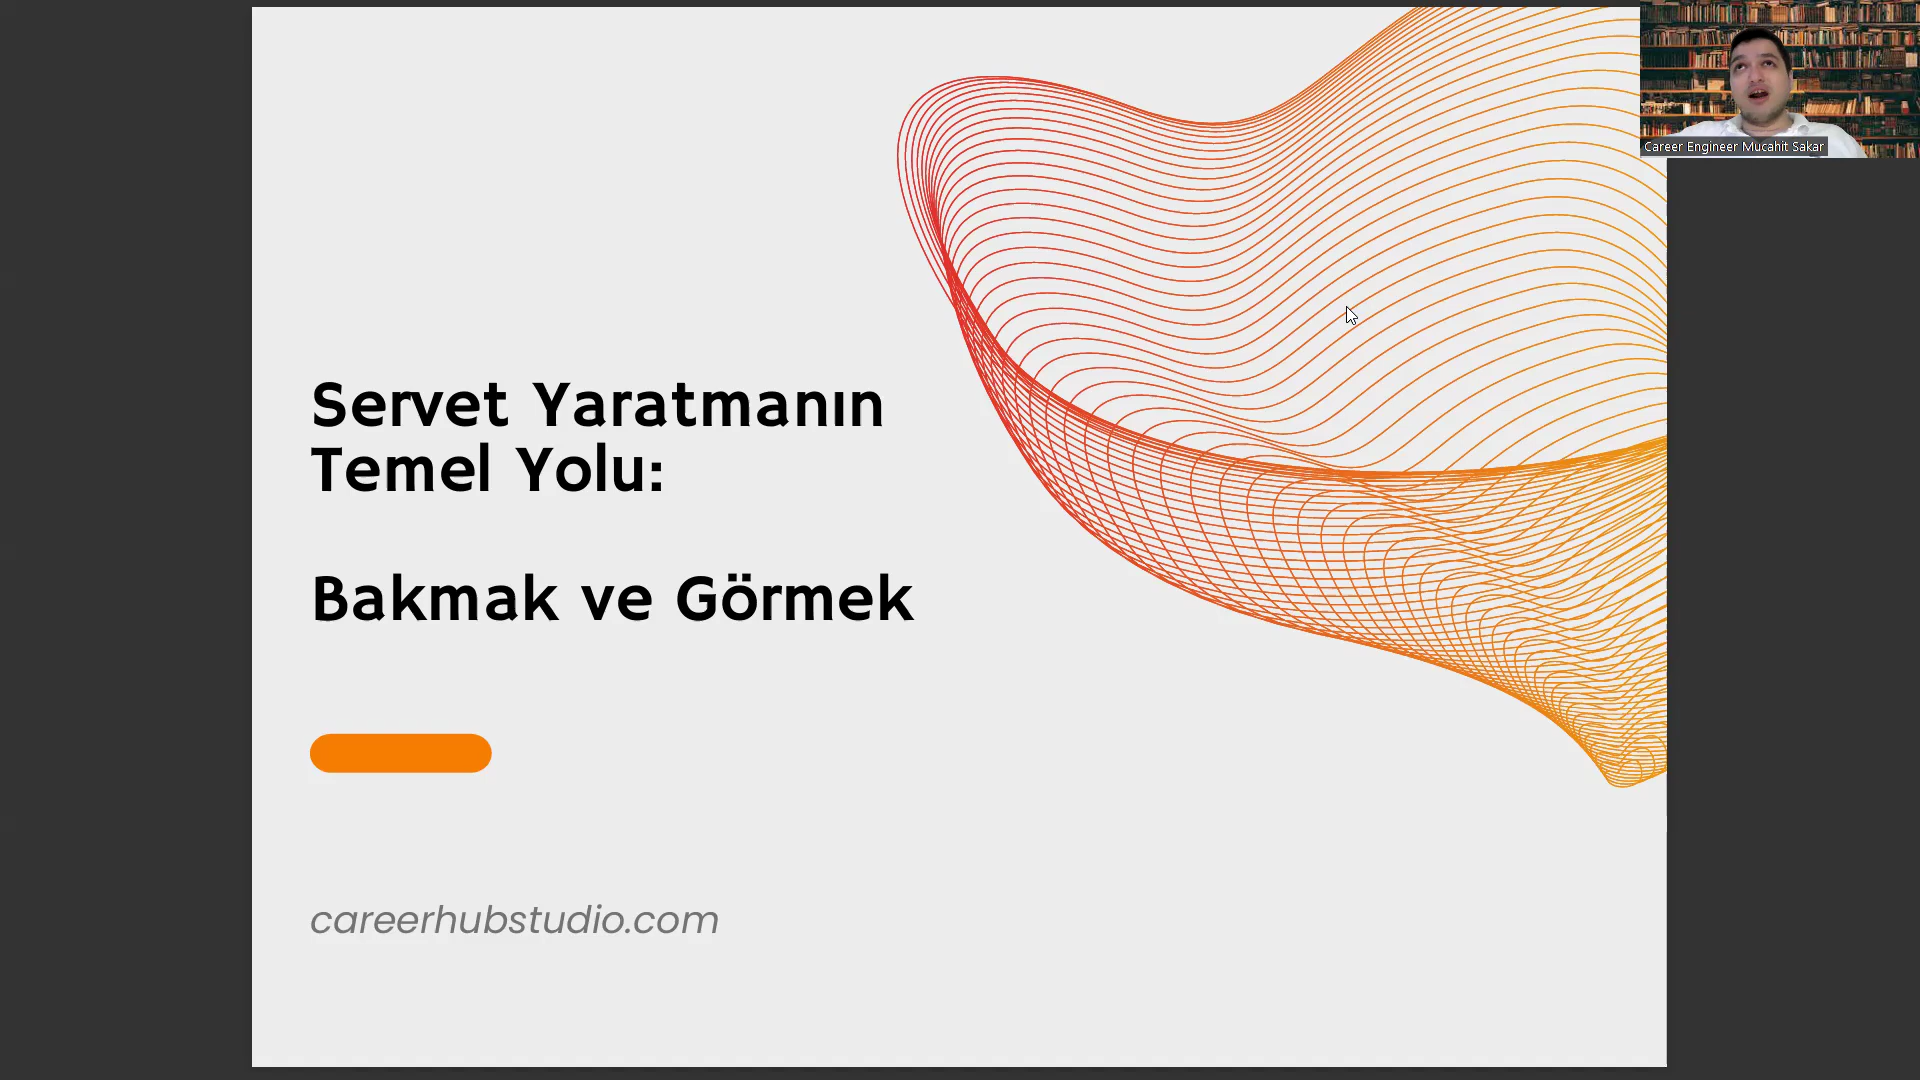 Career Engineer Mucahit Sakar
Servet Yaratmanın
Temel Yolu:
Bakmak ve Görmek
careerhubstudio.com